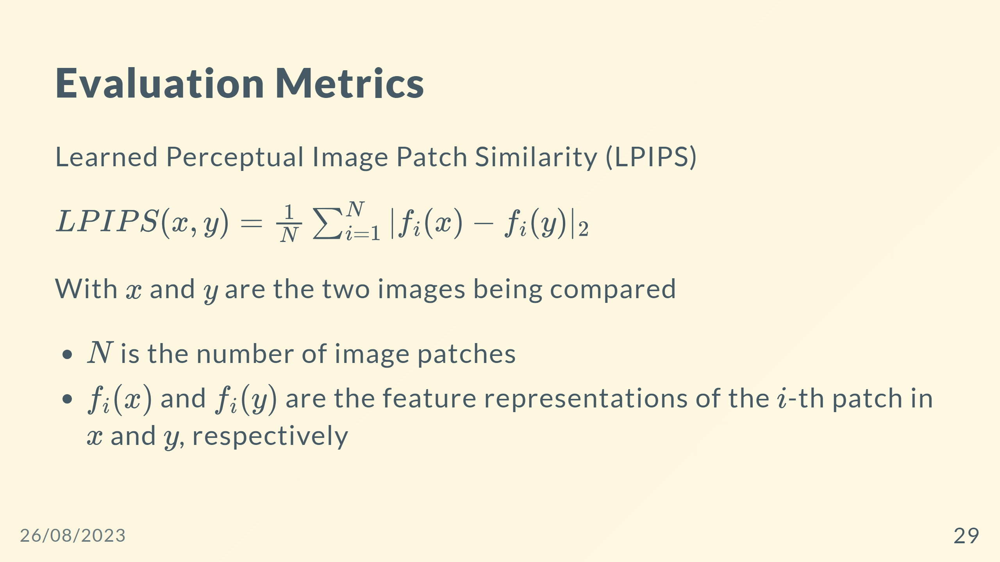 Evaluation Metrics
Learned Perceptual Image Patch Similarity (LPIPS)
$LPIPS(x, y) = \frac{1}{N} \sum_{i=1}^{N} |f_i(x) - f_i(y)|_2$
With $x$ and $y$ are the two images being compared
• $N$ is the number of image patches
• $f_i(x)$ and $f_i(y)$ are the feature representations of the $i$-th patch in
$x$ and $y$, respectively
26/08/2023
29